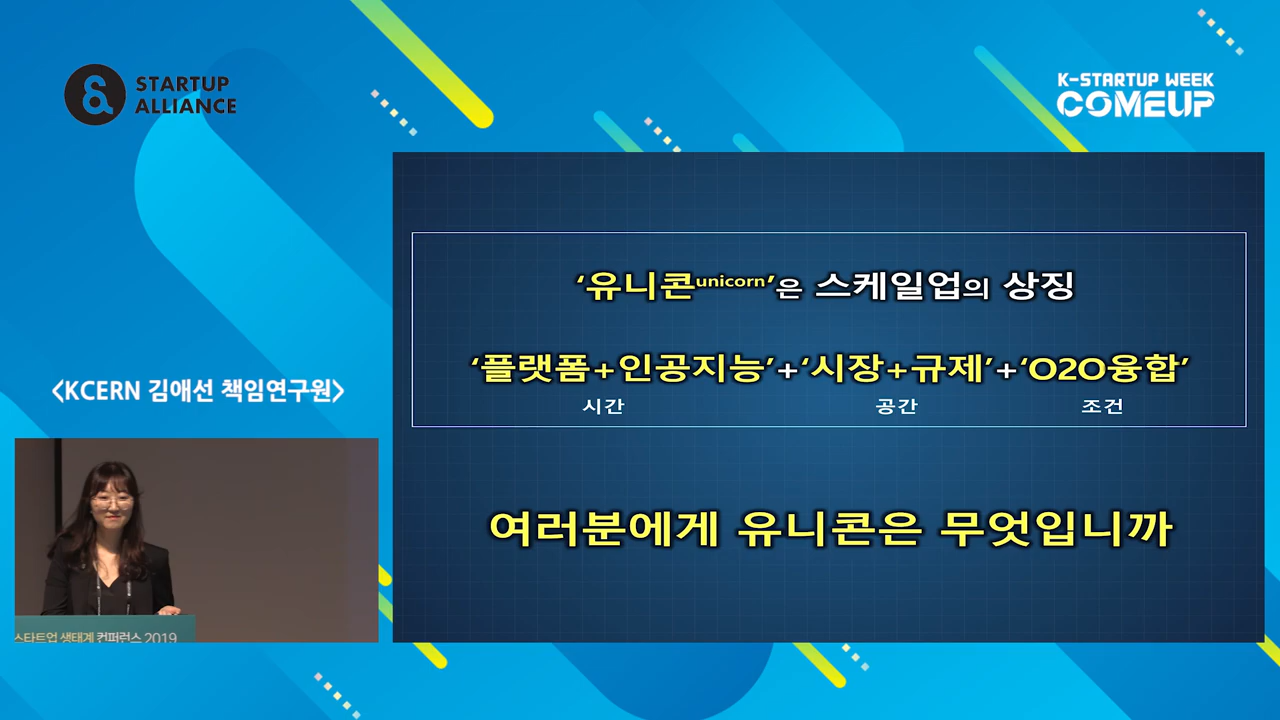 STARTUP
ALLIANCE
K-STARTUP WEEK
COMEUP
‘유니콘unicorn’은 스케일업의 상징
‘플랫폼+인공지능’+‘시장+규제’+‘O2O융합’
시간 공간 조건
<KCERN 김애선 책임연구원>
여러분에게 유니콘은 무엇입니까
스타트업 생태계 컨퍼런스 2019